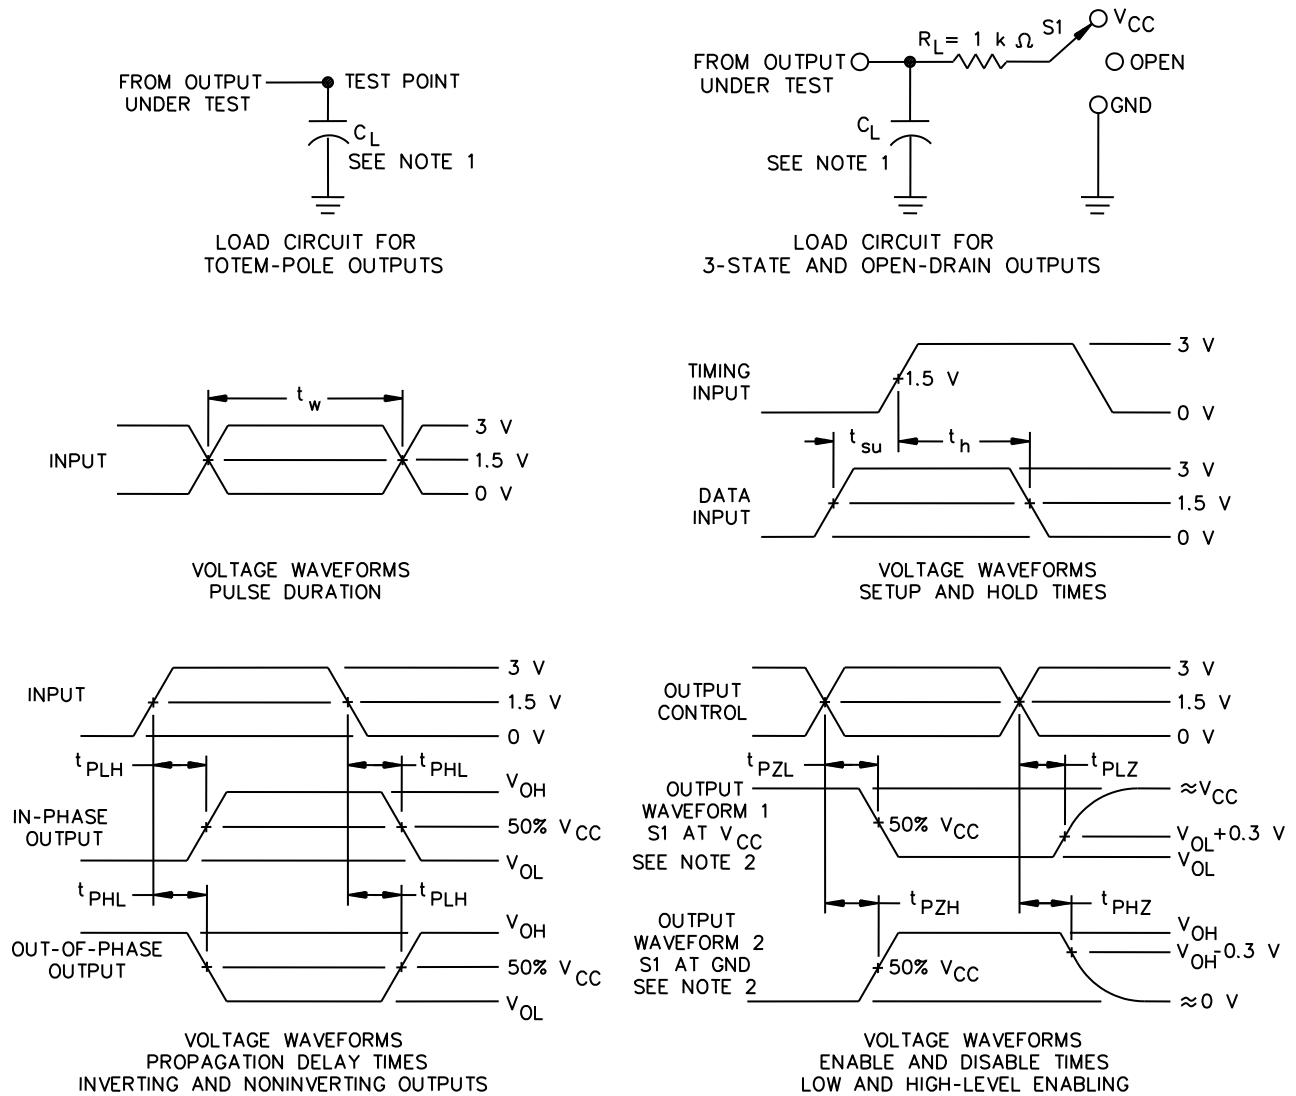 FROM OUTPUT
UNDER TEST
TEST POINT
C L
SEE NOTE 1
LOAD CIRCUIT FOR
TOTEM-POLE OUTPUTS
FROM OUTPUT
UNDER TEST
R L = 1 k Ω
S1
V CC
OPEN
GND
C L
SEE NOTE 1
LOAD CIRCUIT FOR
3-STATE AND OPEN-DRAIN OUTPUTS
t w
INPUT
3 V
1.5 V
0 V
VOLTAGE WAVEFORMS
PULSE DURATION
TIMING
INPUT
1.5 V
3 V
0 V
t su
t h
DATA
INPUT
3 V
1.5 V
0 V
VOLTAGE WAVEFORMS
SETUP AND HOLD TIMES
INPUT
3 V
1.5 V
0 V
t PLH
t PHL
IN-PHASE
OUTPUT
V OH
50% V CC
V OL
t PHL
t PLH
OUT-OF-PHASE
OUTPUT
V OH
50% V CC
V OL
VOLTAGE WAVEFORMS
PROPAGATION DELAY TIMES
INVERTING AND NONINVERTING OUTPUTS
OUTPUT
CONTROL
3 V
1.5 V
0 V
t PZL
t PLZ
OUTPUT
WAVEFORM 1
S1 AT V CC
SEE NOTE 2
50% V CC
≈V CC
V OL +0.3 V
V OL
t PZH
t PHZ
OUTPUT
WAVEFORM 2
S1 AT GND
SEE NOTE 2
50% V CC
V OH
V OH -0.3 V
≈0 V
VOLTAGE WAVEFORMS
ENABLE AND DISABLE TIMES
LOW AND HIGH-LEVEL ENABLING